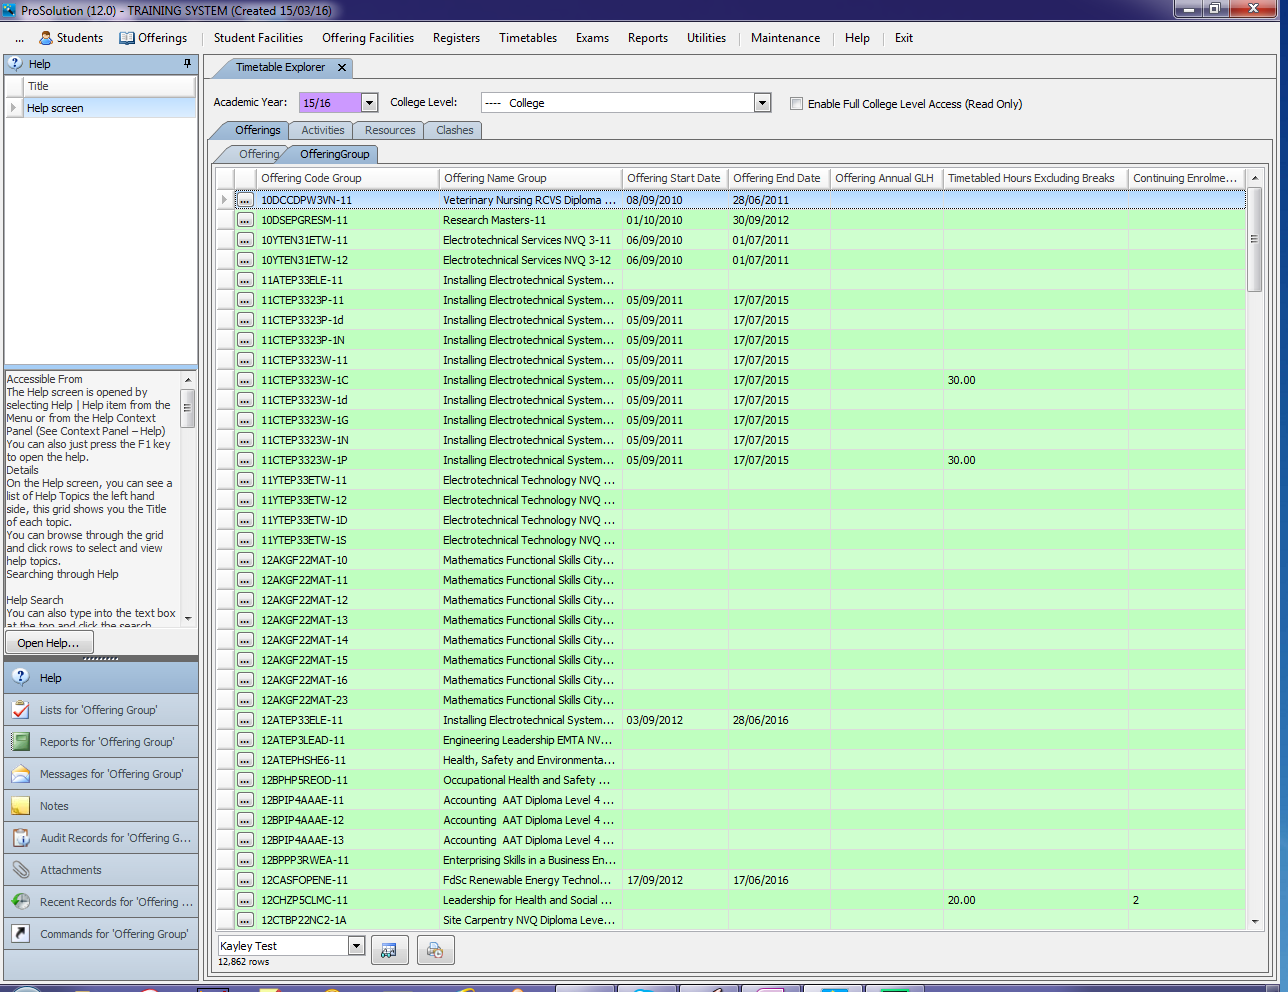 ProSolution (12.0) - TRAINING SYSTEM (Created 15/03/16)
... Students Offerings Student Facilities Offering Facilities Registers Timetables Exams Reports Utilities Maintenance Help Exit
Help
Title
Help screen
Accessible From
The Help screen is opened by
selecting Help | Help item from the
Menu or from the Help Context
Panel (See Context Panel – Help)
You can also just press the F1 key
to open the help.
Details
On the Help screen, you can see a
list of Help Topics the left hand
side, this grid shows you the Title
of each topic.
You can browse through the grid
and click rows to select and view
help topics.
Searching through Help
Help Search
You can also type into the text box
at the top and click the search
Open Help...
Help
Lists for 'Offering Group'
Reports for 'Offering Group'
Messages for 'Offering Group'
Notes
Audit Records for 'Offering G...
Attachments
Recent Records for 'Offering ...
Commands for 'Offering Group'
Timetable Explorer X
Academic Year: 15/16 College Level: ---- College Enable Full College Level Access (Read Only)
Offerings Activities Resources Clashes
Offering OfferingGroup
Offering Code Group Offering Name Group Offering Start Date Offering End Date Offering Annual GLH Timetabled Hours Excluding Breaks Continuing Enrolme...
... 10DCCDPW3VN-11 Veterinary Nursing RCVS Diploma ... 08/09/2010 28/06/2011
... 10DSEPGRESM-11 Research Masters-11 01/10/2010 30/09/2012
... 10YTEN31ETW-11 Electrotechnical Services NVQ 3-11 06/09/2010 01/07/2011
... 10YTEN31ETW-12 Electrotechnical Services NVQ 3-12 06/09/2010 01/07/2011
... 11ATEP33ELE-11 Installing Electrotechnical System...
... 11CTEP3323P-11 Installing Electrotechnical System... 05/09/2011 17/07/2015
... 11CTEP3323P-1d Installing Electrotechnical System... 05/09/2011 17/07/2015
... 11CTEP3323P-1N Installing Electrotechnical System... 05/09/2011 17/07/2015
... 11CTEP3323W-11 Installing Electrotechnical System... 05/09/2011 17/07/2015
... 11CTEP3323W-1C Installing Electrotechnical System... 05/09/2011 17/07/2015 30.00
... 11CTEP3323W-1d Installing Electrotechnical System... 05/09/2011 17/07/2015
... 11CTEP3323W-1G Installing Electrotechnical System... 05/09/2011 17/07/2015
... 11CTEP3323W-1N Installing Electrotechnical System... 05/09/2011 17/07/2015
... 11CTEP3323W-1P Installing Electrotechnical System... 05/09/2011 17/07/2015 30.00
... 11YTEP33ETW-11 Electrotechnical Technology NVQ ...
... 11YTEP33ETW-12 Electrotechnical Technology NVQ ...
... 11YTEP33ETW-1D Electrotechnical Technology NVQ ...
... 11YTEP33ETW-1S Electrotechnical Technology NVQ ...
... 12AKGF22MAT-10 Mathematics Functional Skills City...
... 12AKGF22MAT-11 Mathematics Functional Skills City...
... 12AKGF22MAT-12 Mathematics Functional Skills City...
... 12AKGF22MAT-13 Mathematics Functional Skills City...
... 12AKGF22MAT-14 Mathematics Functional Skills City...
... 12AKGF22MAT-15 Mathematics Functional Skills City...
... 12AKGF22MAT-16 Mathematics Functional Skills City...
... 12AKGF22MAT-23 Mathematics Functional Skills City...
... 12ATEP33ELE-11 Installing Electrotechnical System... 03/09/2012 28/06/2016
... 12ATEP3LEAD-11 Engineering Leadership EMTA NV...
... 12ATEPHSHE6-11 Health, Safety and Environmenta...
... 12BPHP5REOD-11 Occupational Health and Safety ...
... 12BPIP4AAAE-11 Accounting AAT Diploma Level 4 ...
... 12BPIP4AAAE-12 Accounting AAT Diploma Level 4 ...
... 12BPIP4AAAE-13 Accounting AAT Diploma Level 4 ...
... 12BPPP3RWEA-11 Enterprising Skills in a Business En...
... 12CASFOPENE-11 FdSc Renewable Energy Technol... 17/09/2012 17/06/2016
... 12CHZP5CLMC-11 Leadership for Health and Social ... 20.00 2
... 12CTBP22NC2-1A Site Carpentry NVQ Diploma Leve...
Kayley Test
12,862 rows